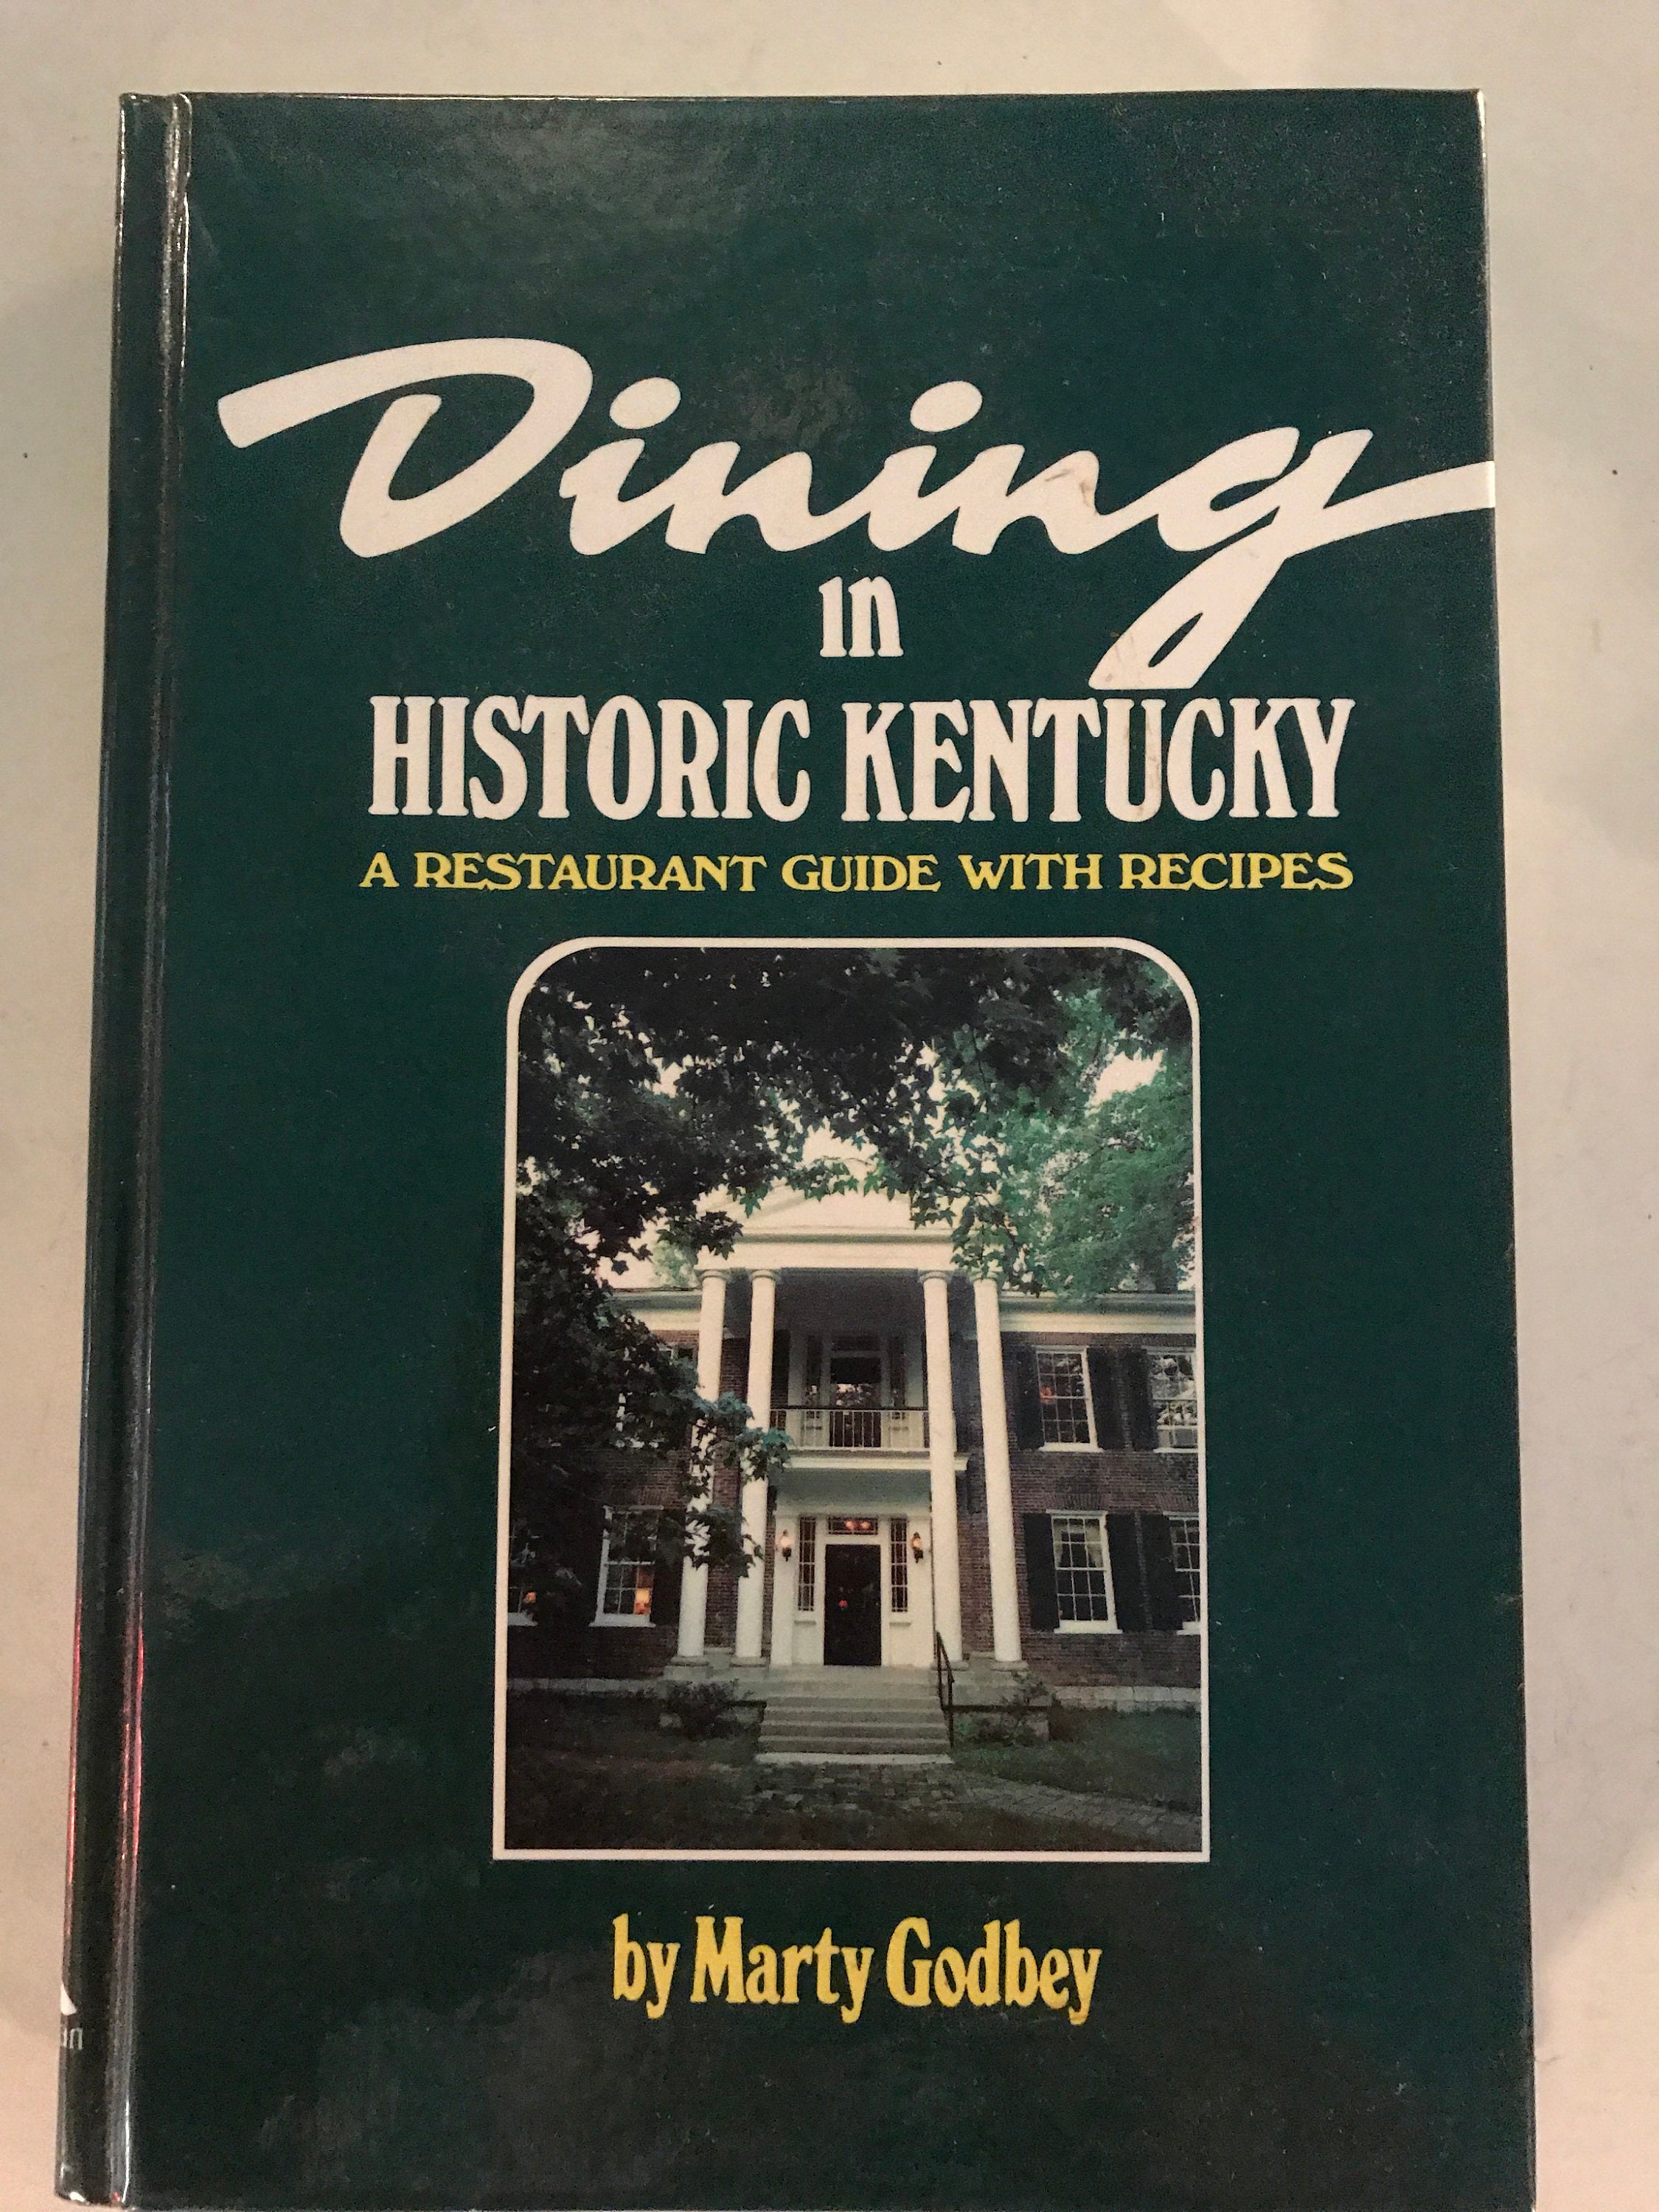 Dining
in
HISTORIC KENTUCKY
A RESTAURANT GUIDE WITH RECIPES
by Marty Godbey